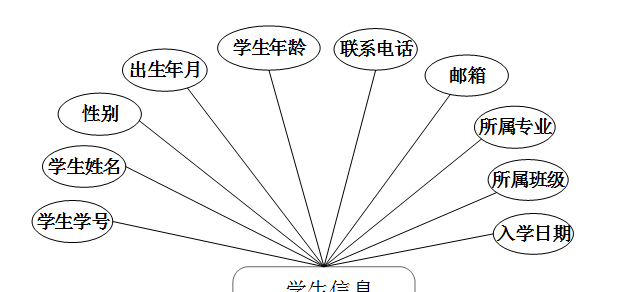 学生年龄
联系电话
出生年月
邮箱
性别
所属专业
学生姓名
所属班级
学生学号
入学日期
学生信息